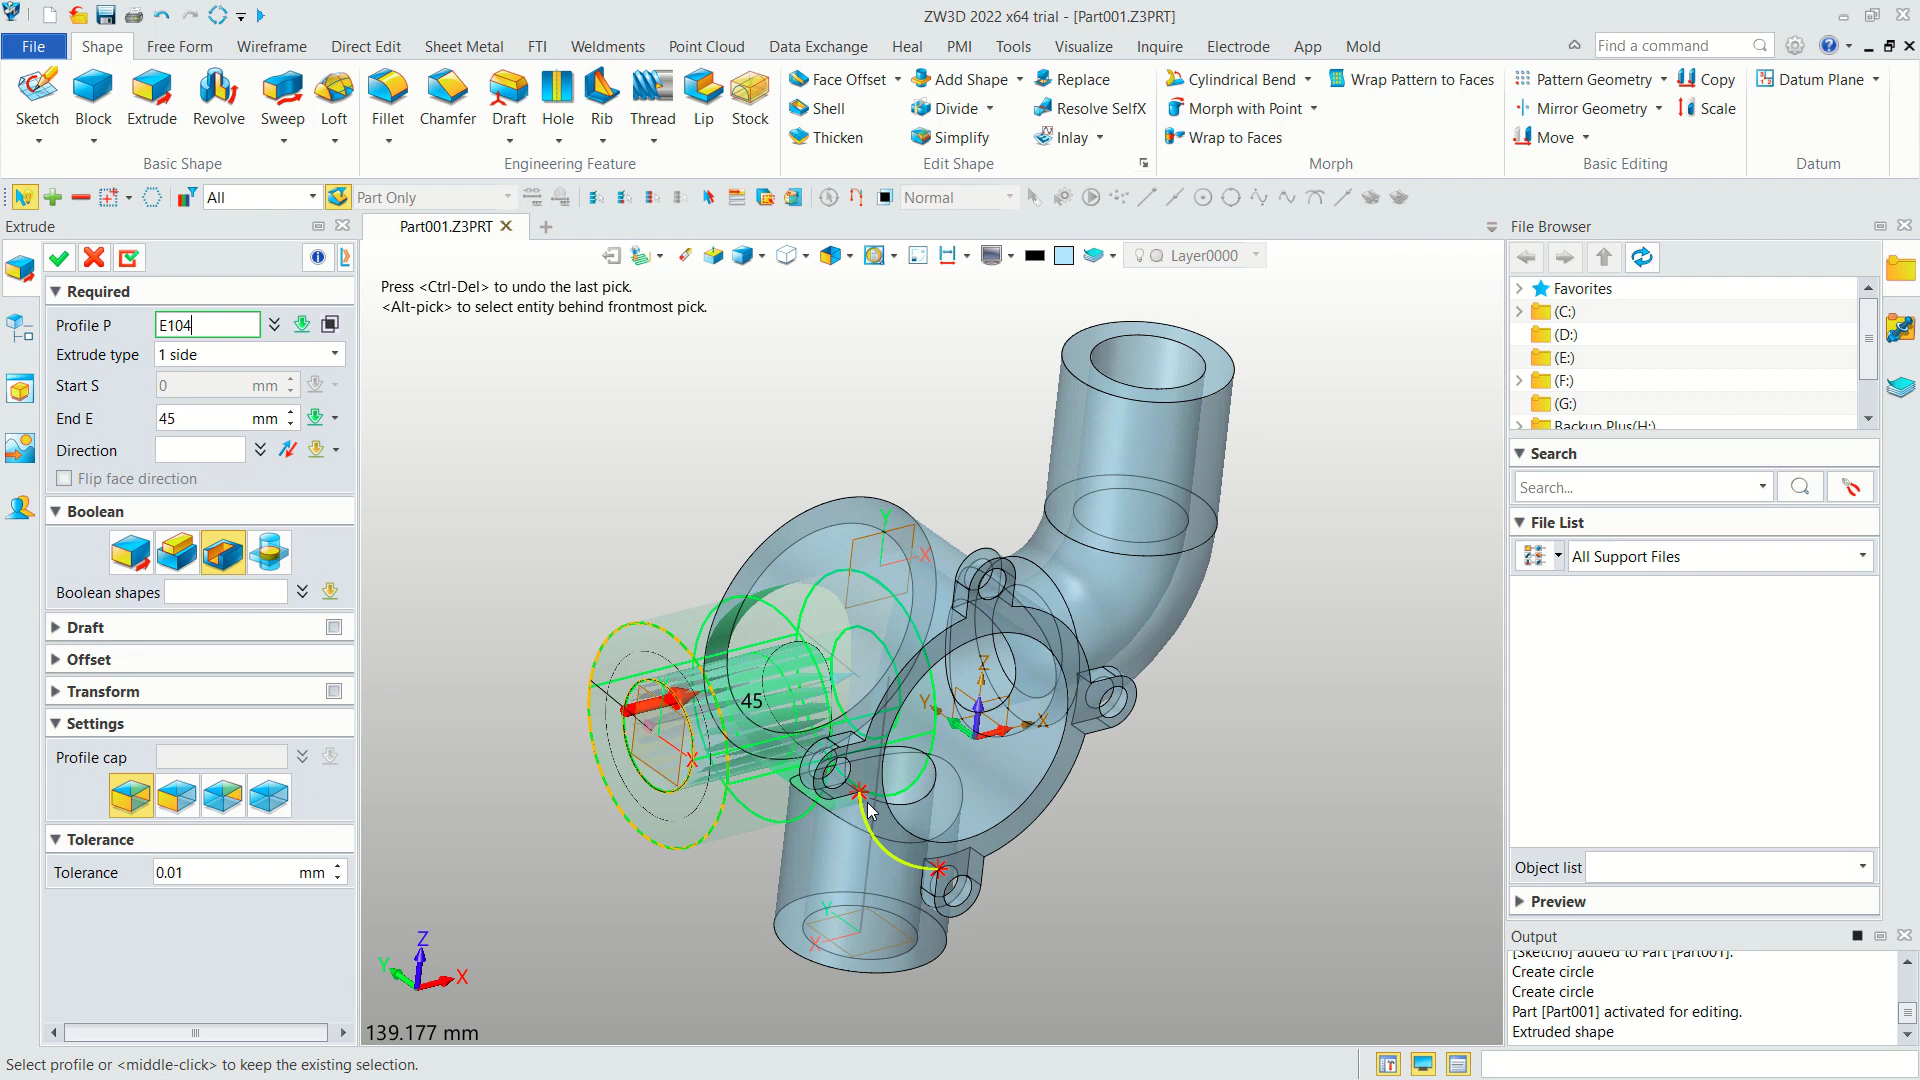 ZW3D 2022 x64 trial - [Part001.Z3PRT]
File Shape Free Form Wireframe Direct Edit Sheet Metal FTI Weldments Point Cloud Data Exchange Heal PMI Tools Visualize Inquire Electrode App Mold Find a command
Face Offset Add Shape Replace Cylindrical Bend Wrap Pattern to Faces Pattern Geometry Copy Datum Plane
Sketch Block Extrude Revolve Sweep Loft Fillet Chamfer Draft Hole Rib Thread Lip Stock Shell Divide Resolve SelfX Morph with Point Mirror Geometry Scale
Thicken Simplify Inlay Wrap to Faces Move
Basic Shape Engineering Feature Edit Shape Morph Basic Editing Datum
All Part Only Normal
Extrude Part001.Z3PRT File Browser
Layer0000
Press <Ctrl-Del> to undo the last pick.
<Alt-pick> to select entity behind frontmost pick.
Required
Profile P E104
Extrude type 1 side
Start S 0 mm
End E 45 mm
Direction
Flip face direction
Boolean
Boolean shapes
Draft
Offset
Transform
Settings
Profile cap
Tolerance
Tolerance 0.01 mm
45
Y
X
X
Z
Y
X
Y
X
Z
Y
X
139.177 mm
Favorites
(C:)
(D:)
(E:)
(F:)
(G:)
Backup Plus(H:)
Search
Search...
File List
All Support Files
Object list
Preview
Output
[Sketch6] added to Part [Part001].
Create circle
Create circle
Part [Part001] activated for editing.
Extruded shape
Select profile or <middle-click> to keep the existing selection.